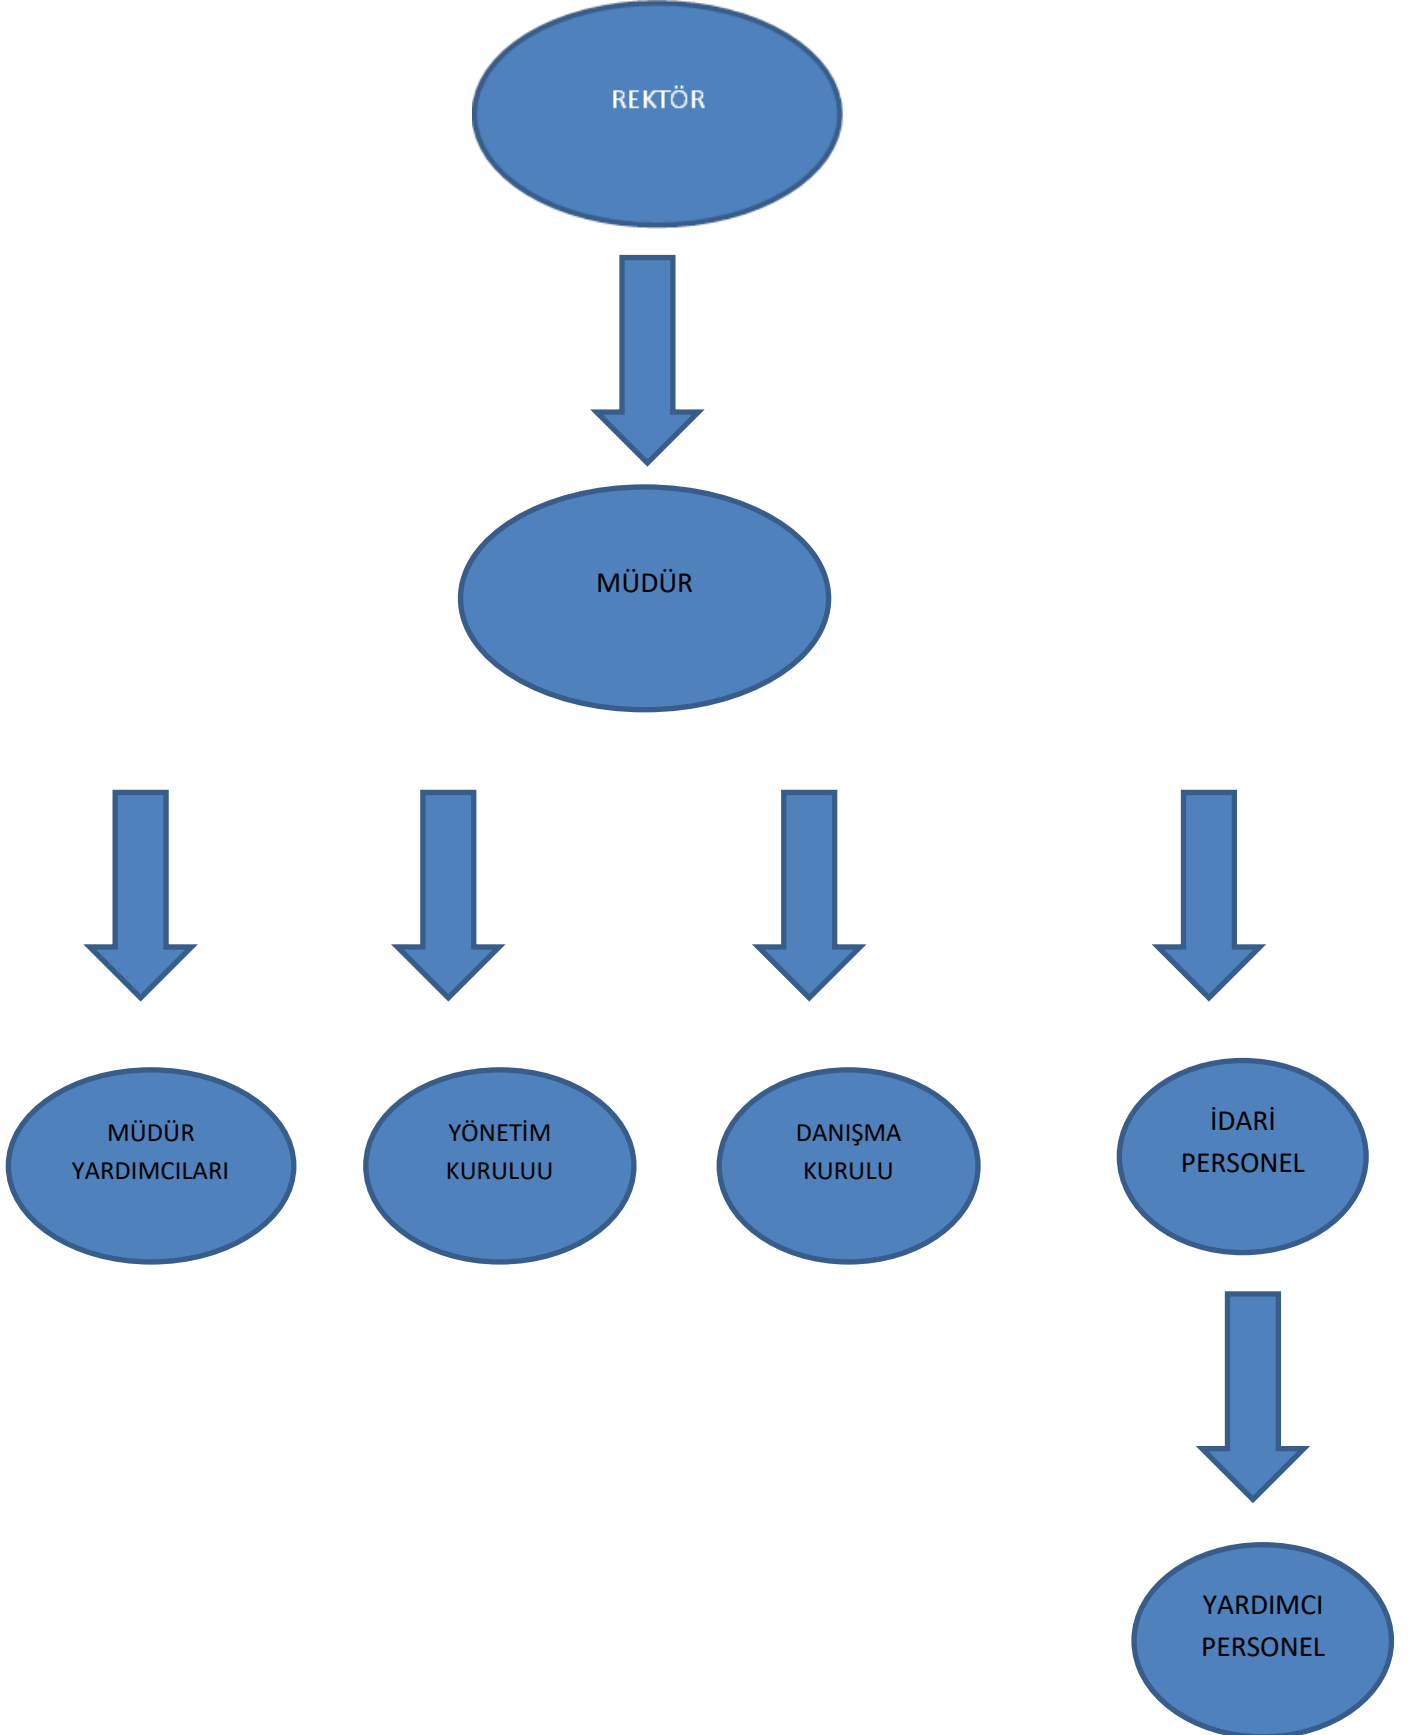 REKTÖR
MÜDÜR
MÜDÜR
YARDIMCILARI
YÖNETİM
KURULUU
DANIŞMA
KURULU
İDARİ
PERSONEL
YARDIMCI
PERSONEL